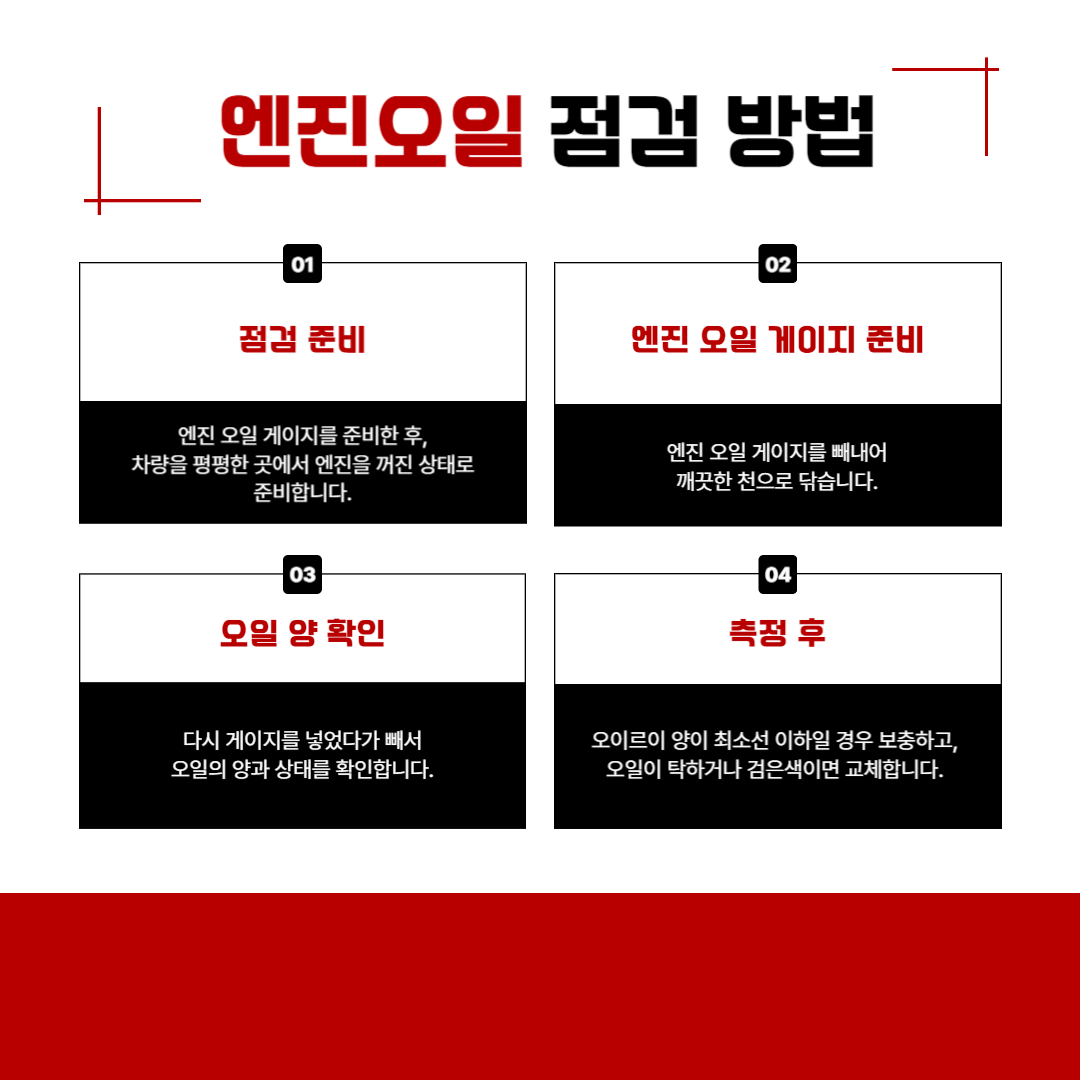 엔진오일 점검 방법
01
점검 준비
엔진 오일 게이지를 준비한 후,
차량을 평평한 곳에서 엔진을 꺼진 상태로
준비합니다.
02
엔진 오일 게이지 준비
엔진 오일 게이지를 빼내어
깨끗한 천으로 닦습니다.
03
오일 양 확인
다시 게이지를 넣었다가 빼서
오일의 양과 상태를 확인합니다.
04
측정 후
오이르이 양이 최소선 이하일 경우 보충하고,
오일이 탁하거나 검은색이면 교체합니다.